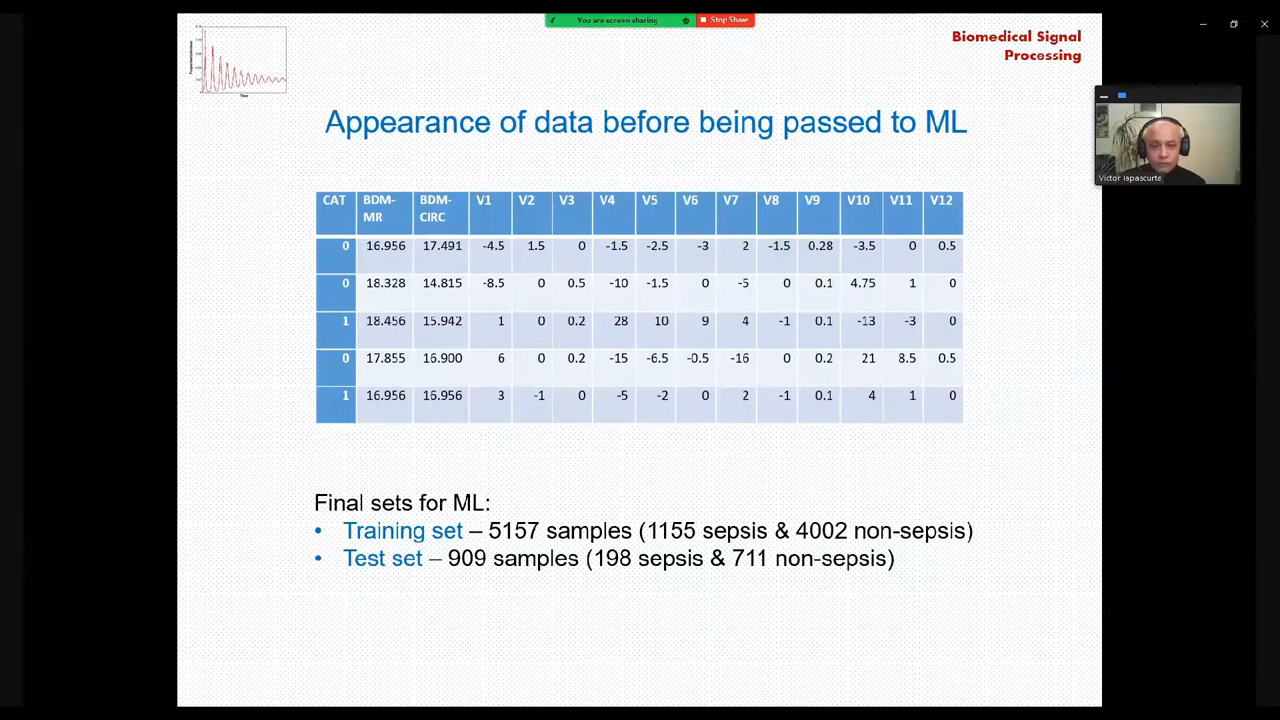 You are screen sharing Stop Share
Biomedical Signal
Processing
Time
Appearance of data before being passed to ML
Victor Iapascurta
CAT BDM-MR BDM-CIRC V1 V2 V3 V4 V5 V6 V7 V8 V9 V10 V11 V12
0 16.956 17.491 -4.5 1.5 0 -1.5 -2.5 -3 2 -1.5 0.28 -3.5 0 0.5
0 18.328 14.815 -8.5 0 0.5 -10 -1.5 0 -5 0 0.1 4.75 1 0
1 18.456 15.942 1 0 0.2 28 10 9 4 -1 0.1 -13 -3 0
0 17.855 16.900 6 0 0.2 -15 -6.5 -0.5 -16 0 0.2 21 8.5 0.5
1 16.956 16.956 3 -1 0 -5 -2 0 2 -1 0.1 4 1 0
Final sets for ML:
• Training set – 5157 samples (1155 sepsis & 4002 non-sepsis)
• Test set – 909 samples (198 sepsis & 711 non-sepsis)